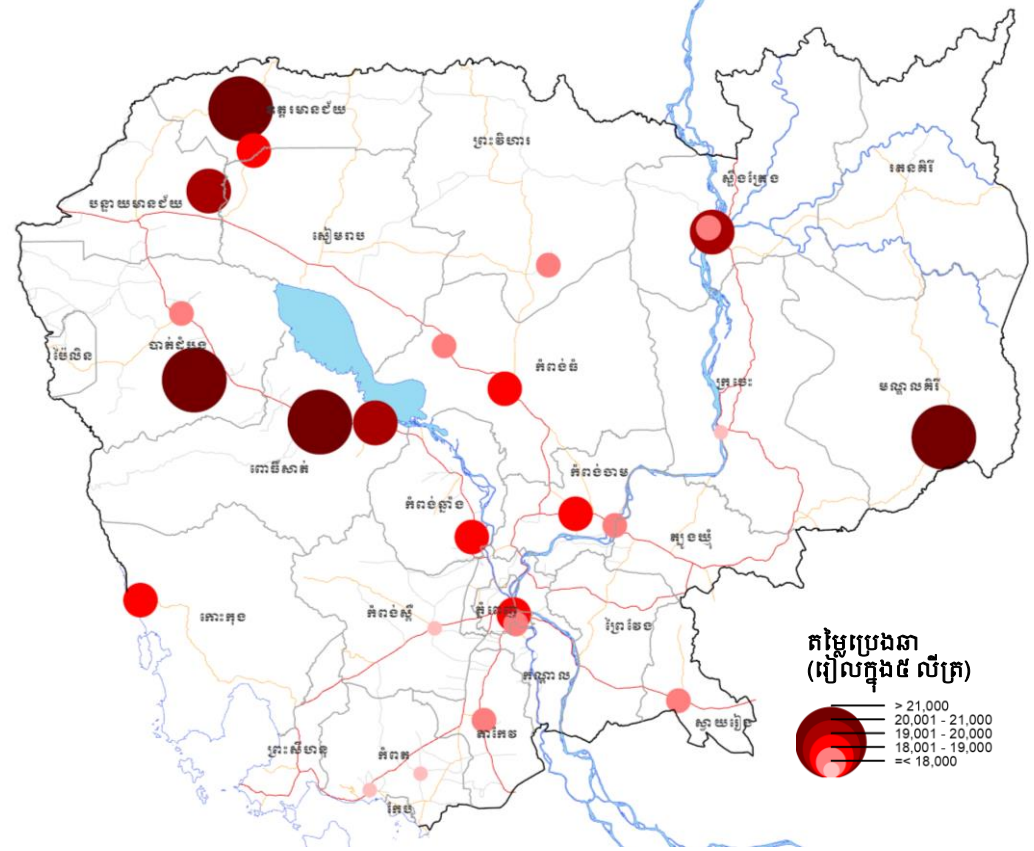 ឧត្តរមានជ័យ
ព្រះវិហារ
ស្ទឹងត្រែង
រតនគិរី
បន្ទាយមានជ័យ
សៀមរាប
ប៉ៃលិន
បាត់ដំបង
កំពង់ធំ
ក្រចេះ
មណ្ឌលគិរី
ពោធិ៍សាត់
កំពង់ចាម
កំពង់ឆ្នាំង
ត្បូងឃ្មុំ
កោះកុង
កំពង់ស្ពឺ
ភ្នំពេញ
ព្រៃវែង
កណ្ដាល
តាកែវ
ស្វាយរៀង
ព្រះសីហនុ
កំពត
កែប
តម្លៃប្រេងឆា
(រៀលក្នុង៥ លីត្រ)
> 21,000
20,001 - 21,000
19,001 - 20,000
18,001 - 19,000
=< 18,000